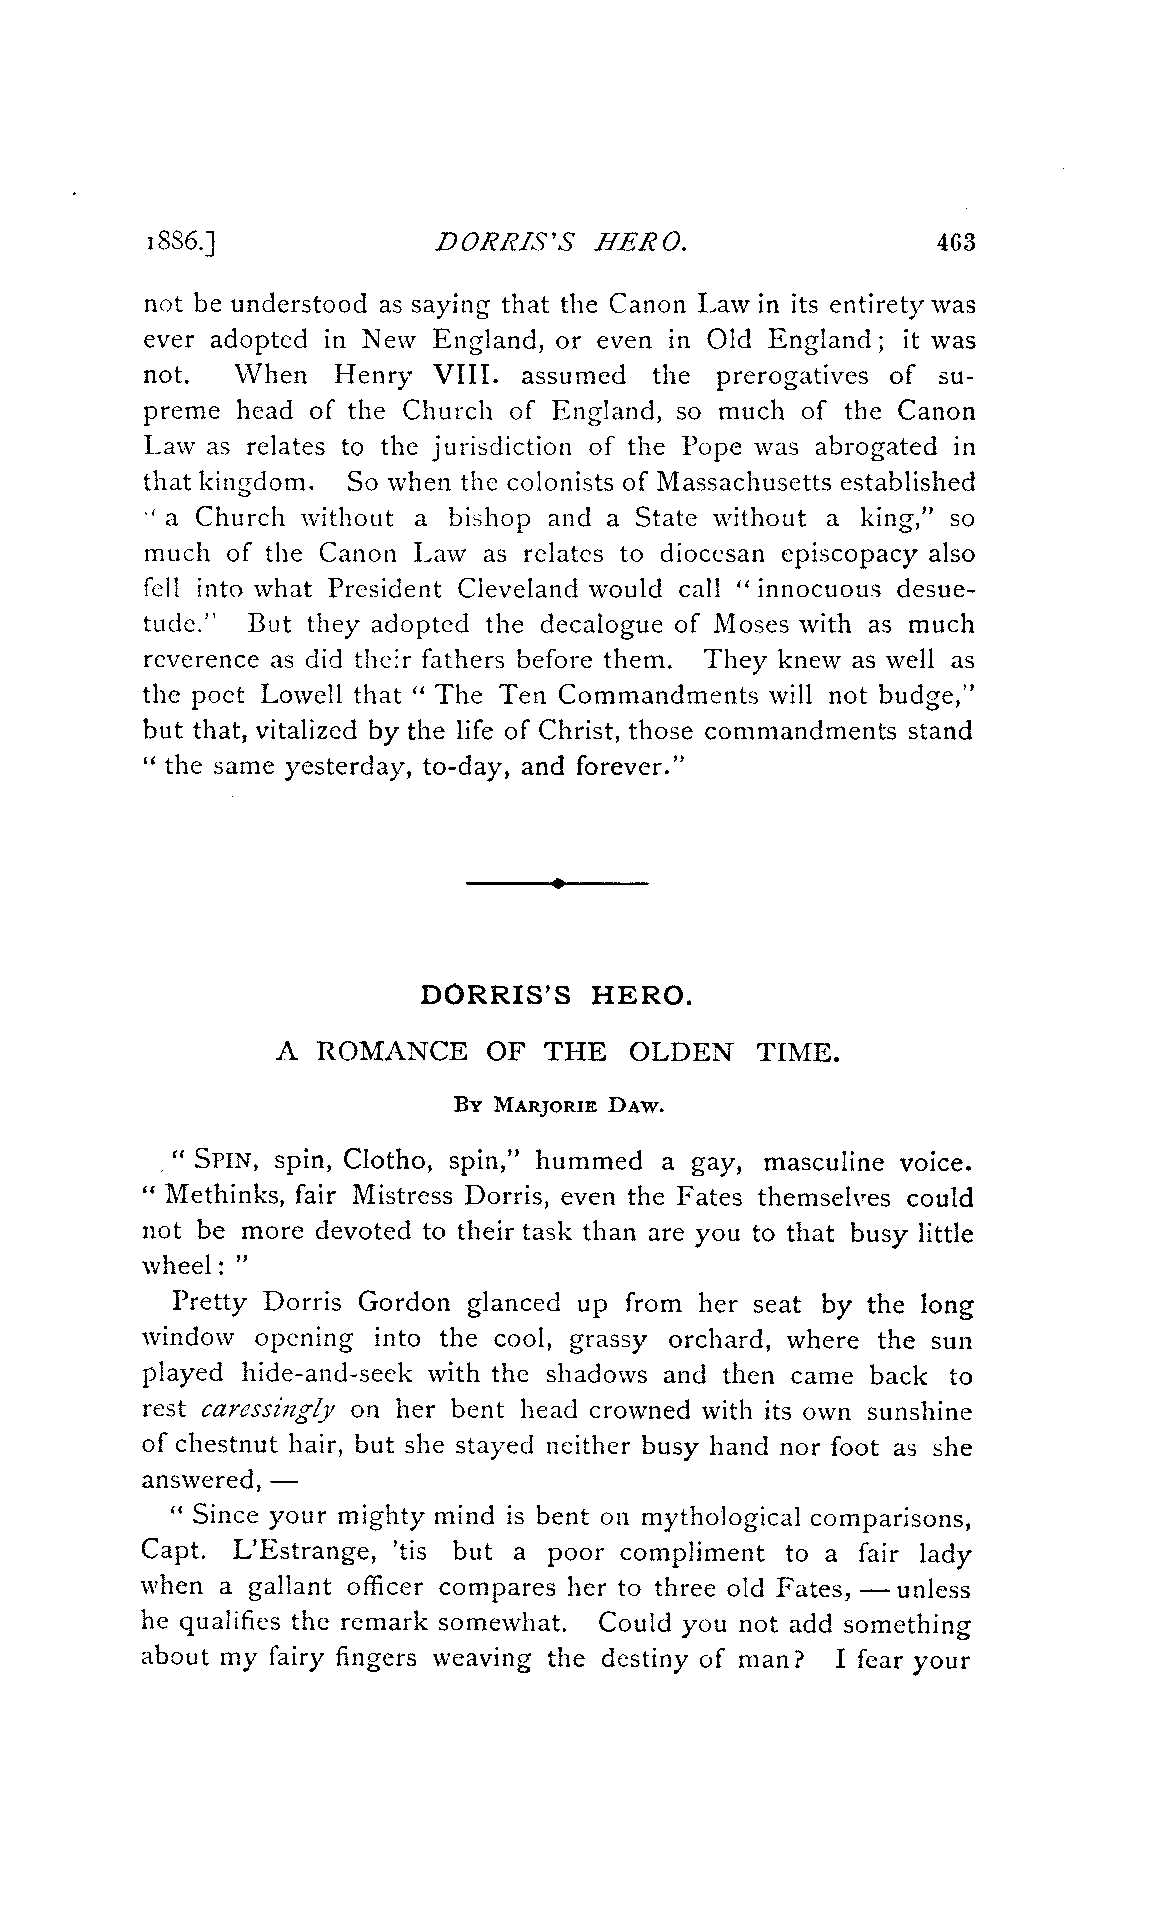 1886.] DORRIS'S HERO. 463
not be understood as saying that the Canon Law in its entirety was
ever adopted in New England, or even in Old England; it was
not. When Henry VIII. assumed the prerogatives of su-
preme head of the Church of England, so much of the Canon
Law as relates to the jurisdiction of the Pope was abrogated in
that kingdom. So when the colonists of Massachusetts established
" a Church without a bishop and a State without a king," so
much of the Canon Law as relates to diocesan episcopacy also
fell into what President Cleveland would call " innocuous desue-
tude." But they adopted the decalogue of Moses with as much
reverence as did their fathers before them. They knew as well as
the poet Lowell that " The Ten Commandments will not budge,"
but that, vitalized by the life of Christ, those commandments stand
" the same yesterday, to-day, and forever."
DORRIS'S HERO.
A ROMANCE OF THE OLDEN TIME.
By Marjorie Daw.
" Spin, spin, Clotho, spin," hummed a gay, masculine voice.
" Methinks, fair Mistress Dorris, even the Fates themselves could
not be more devoted to their task than are you to that busy little
wheel: "
Pretty Dorris Gordon glanced up from her seat by the long
window opening into the cool, grassy orchard, where the sun
played hide-and-seek with the shadows and then came back to
rest caressingly on her bent head crowned with its own sunshine
of chestnut hair, but she stayed neither busy hand nor foot as she
answered, —
" Since your mighty mind is bent on mythological comparisons,
Capt. L'Estrange, 'tis but a poor compliment to a fair lady
when a gallant officer compares her to three old Fates, — unless
he qualifies the remark somewhat. Could you not add something
about my fairy fingers weaving the destiny of man? I fear your